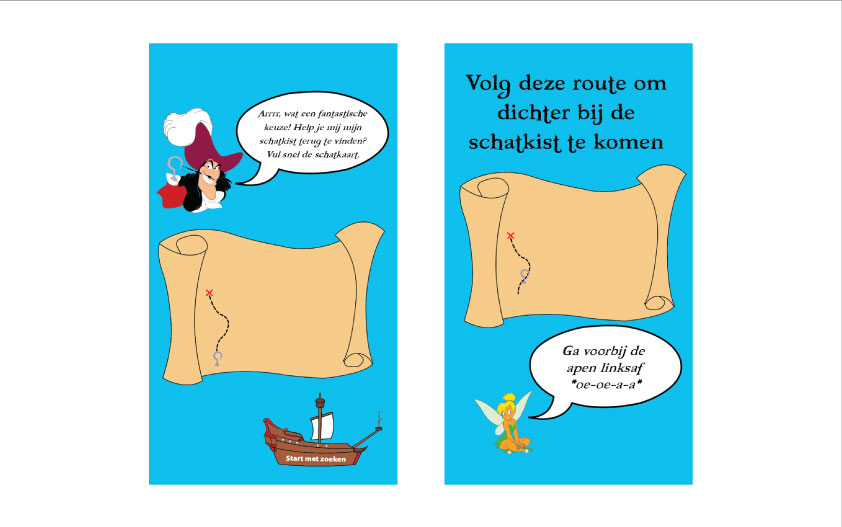 Arrrr, wat een fantastische
keuze! Help je mij mijn
schatkist terug te vinden?
Vul snel de schatkaart.
Start met zoeken
Volg deze route om
dichter bij de
schatkist te komen
Ga voorbij de
apen linksaf
*oe-oe-a-a*